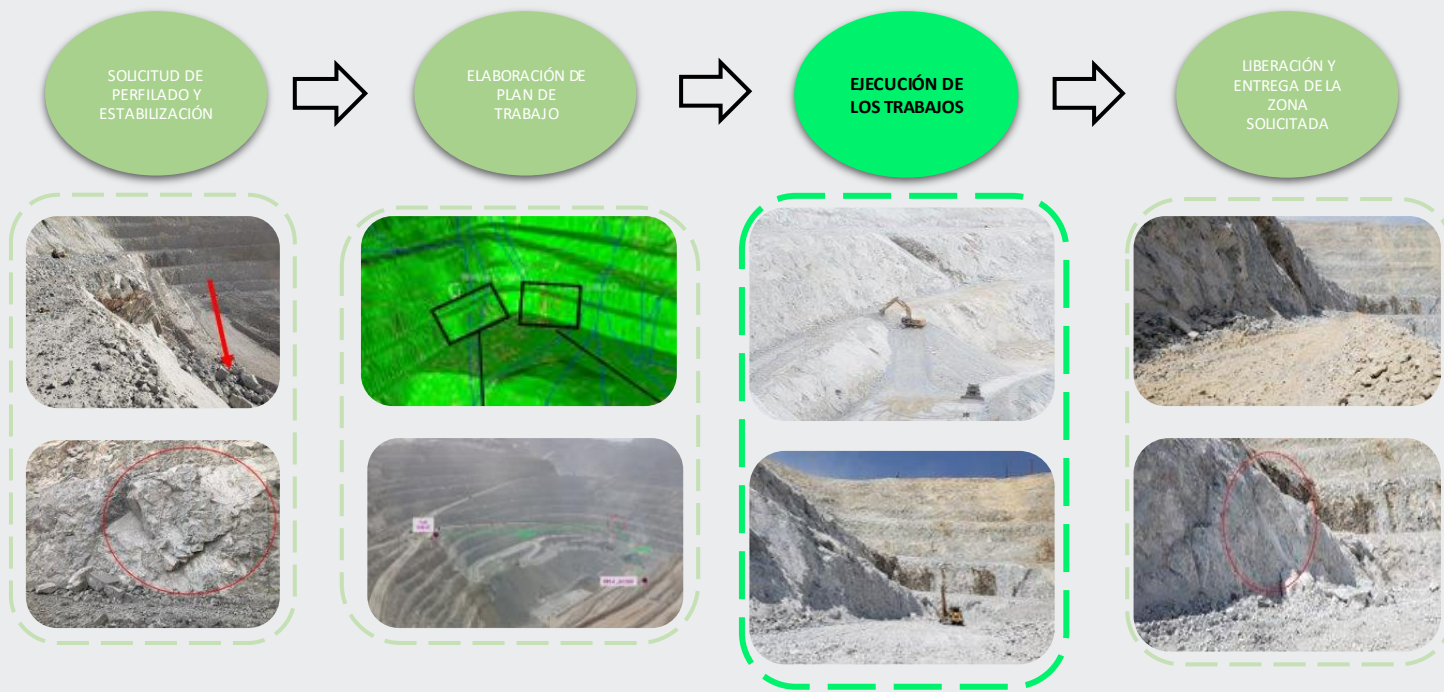 SOLICITUD DE
PERFILADO Y
ESTABILIZACIÓN
ELABORACIÓN DE
PLAN DE
TRABAJO
EJECUCIÓN DE
LOS TRABAJOS
LIBERACIÓN Y
ENTREGA DE LA
ZONA
SOLICITADA